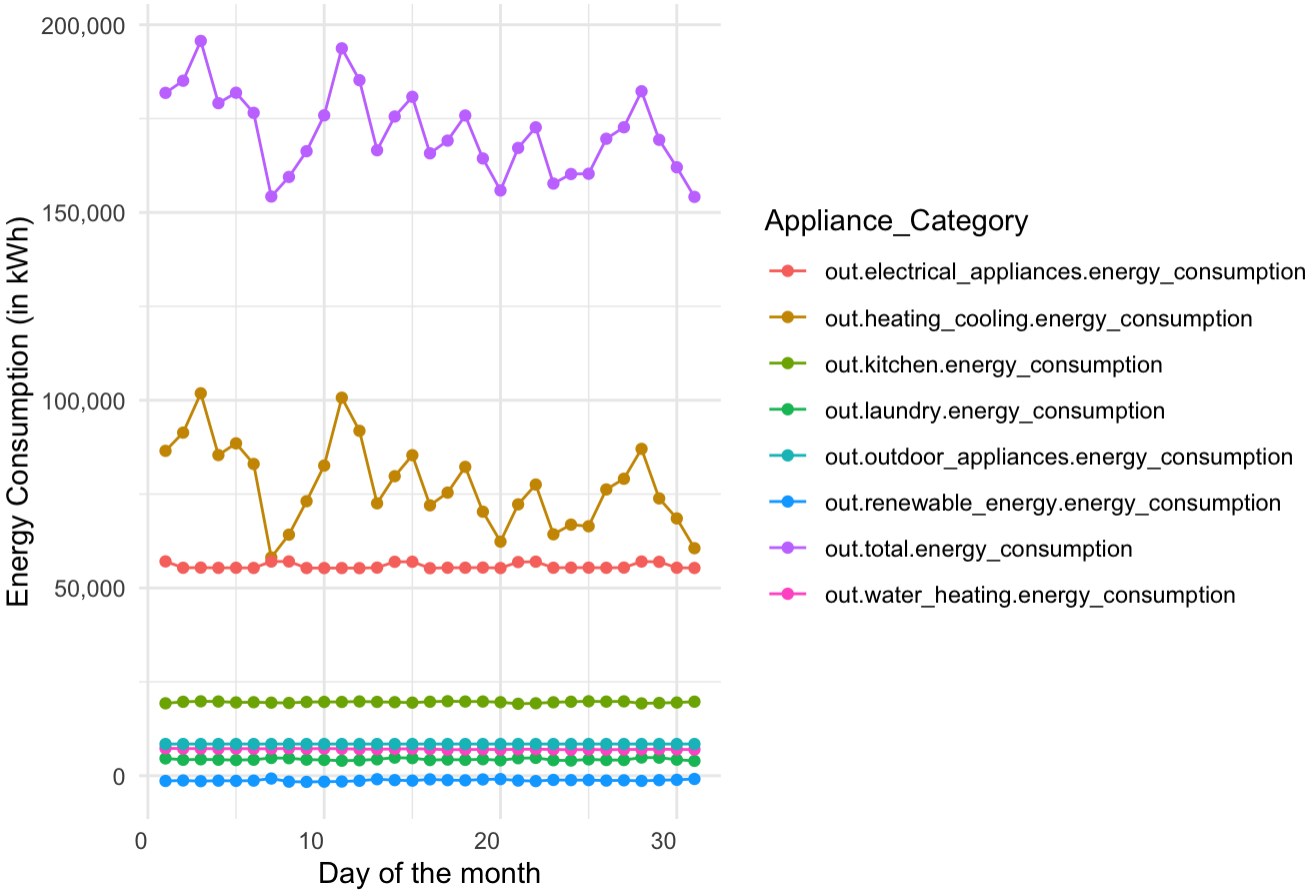 200,000
150,000
100,000
50,000
0
Energy Consumption (in kWh)
0
10
20
30
Day of the month
Appliance_Category
out.electrical_appliances.energy_consumption
out.heating_cooling.energy_consumption
out.kitchen.energy_consumption
out.laundry.energy_consumption
out.outdoor_appliances.energy_consumption
out.renewable_energy.energy_consumption
out.total.energy_consumption
out.water_heating.energy_consumption